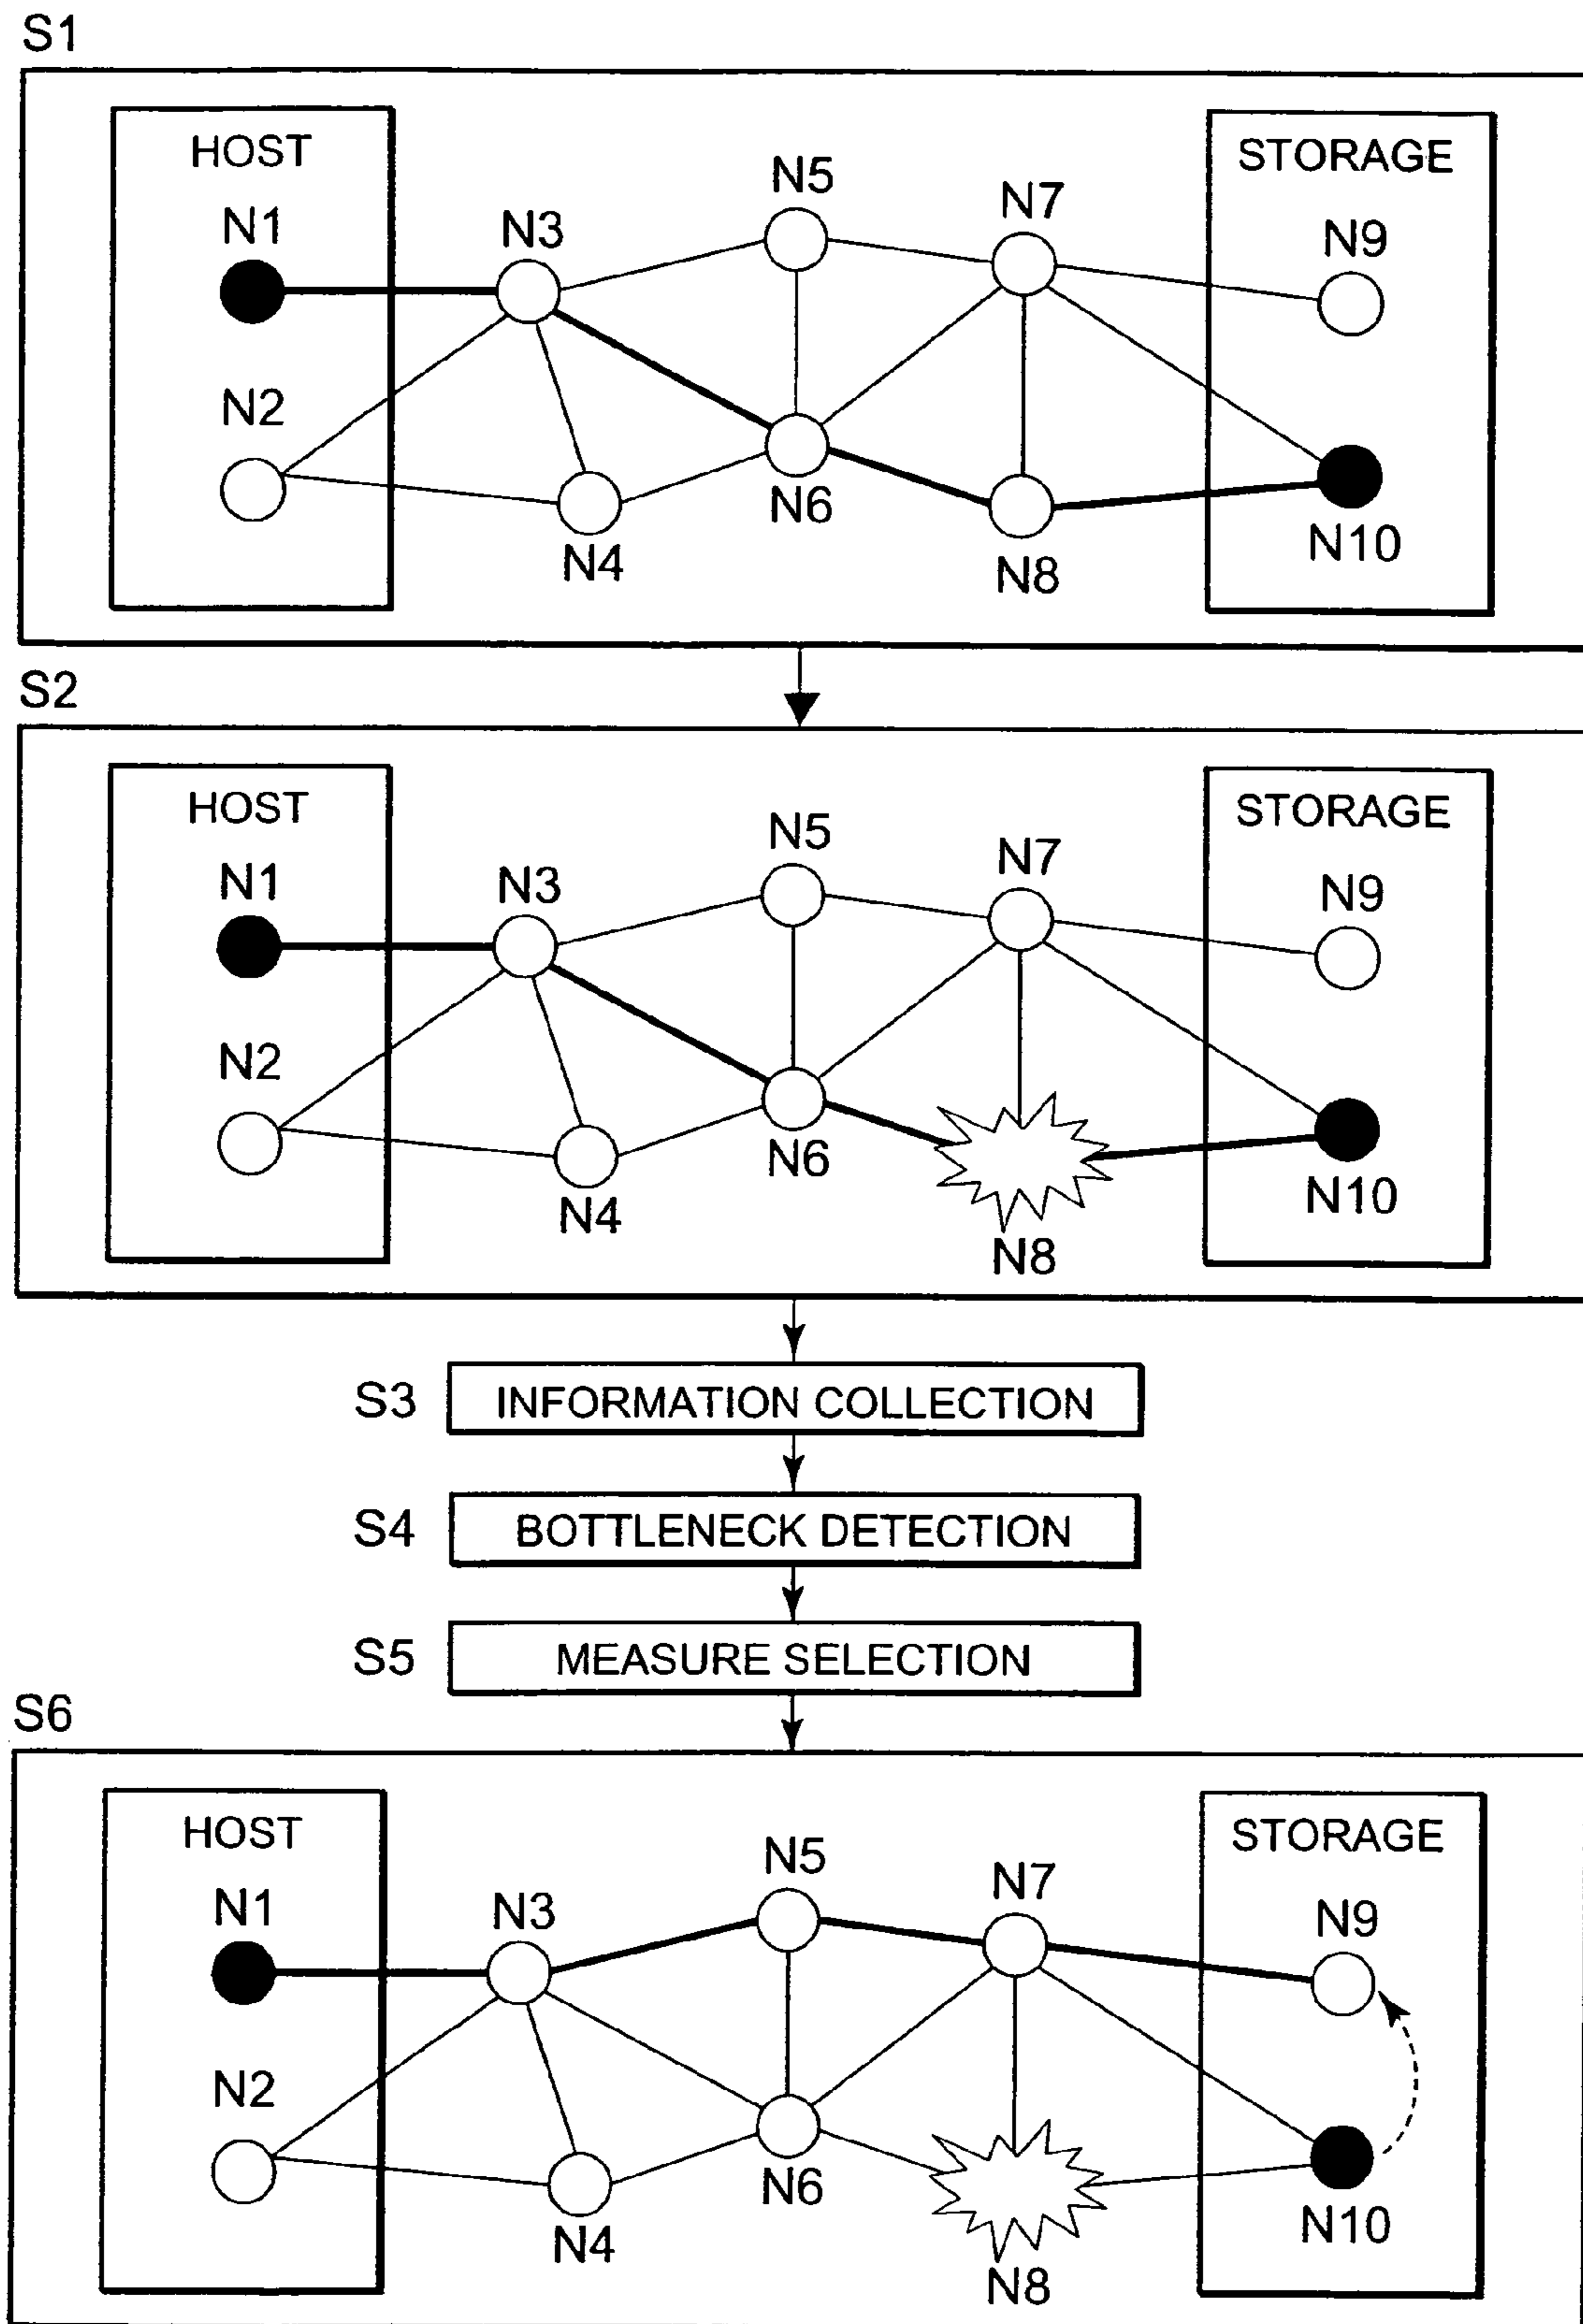 S1
HOST
STORAGE
N1
N3
N5
N7
N9
N2
N4
N6
N8
N10
S2
HOST
STORAGE
N1
N3
N5
N7
N9
N2
N4
N6
N8
N10
S3 INFORMATION COLLECTION
S4 BOTTLENECK DETECTION
S5 MEASURE SELECTION
S6
HOST
STORAGE
N1
N3
N5
N7
N9
N2
N4
N6
N8
N10